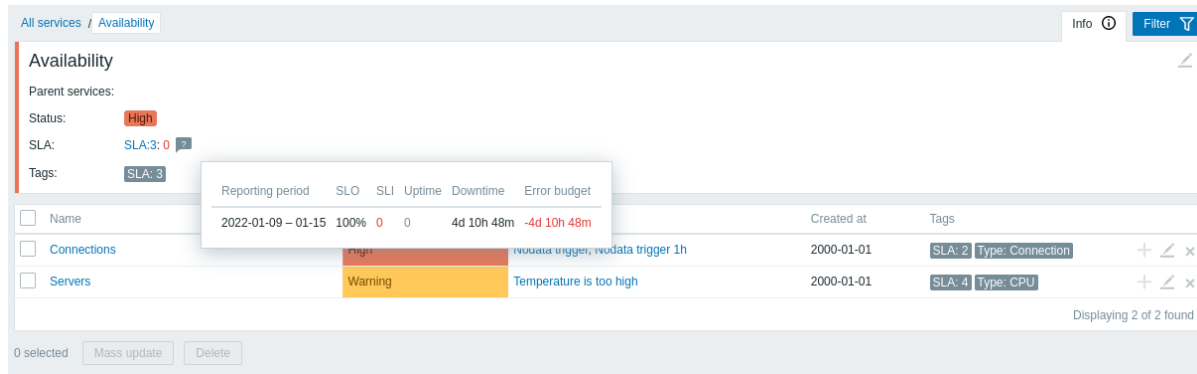 All services / Availability
Info
Filter
Availability
Parent services:
Status: High
SLA: SLA:3: 0 ?
Tags: SLA: 3
Reporting period SLO SLI Uptime Downtime Error budget
2022-01-09 – 01-15 100% 0 0 4d 10h 48m -4d 10h 48m
Name Created at Tags
Connections High Nodata trigger, Nodata trigger 1h 2000-01-01 SLA: 2 Type: Connection
Servers Warning Temperature is too high 2000-01-01 SLA: 4 Type: CPU
Displaying 2 of 2 found
0 selected Mass update Delete